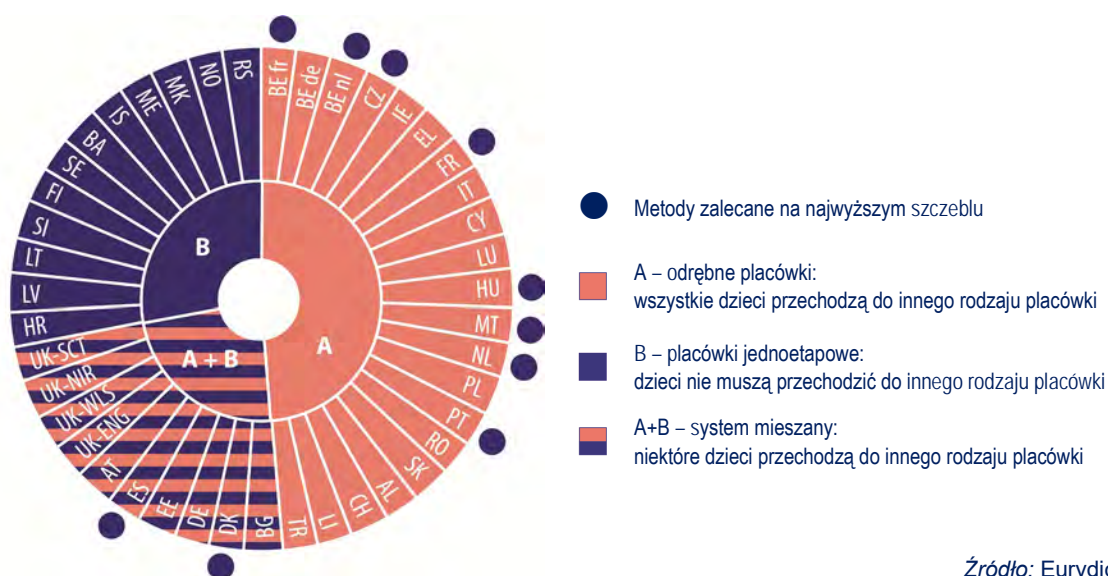 BE fr
BE de
BE nl
CZ
IE
EL
FR
IT
CY
LU
HU
MT
NL
PL
PT
RO
SK
AL
CH
LI
TR
BG
DK
DE
EE
ES
AT
UK-ENG
UK-WLS
UK-NIR
UK-SCT
HR
LV
LT
SI
FI
SE
BA
IS
ME
MK
NO
RS
B
A
A + B
Metody zalecane na najwyższym szczeblu
A – odrębne placówki:
wszystkie dzieci przechodzą do innego rodzaju placówki
B – placówki jednoetapowe:
dzieci nie muszą przechodzić do innego rodzaju placówki
A+B – system mieszany:
niektóre dzieci przechodzą do innego rodzaju placówki
Źródło: Eurydic